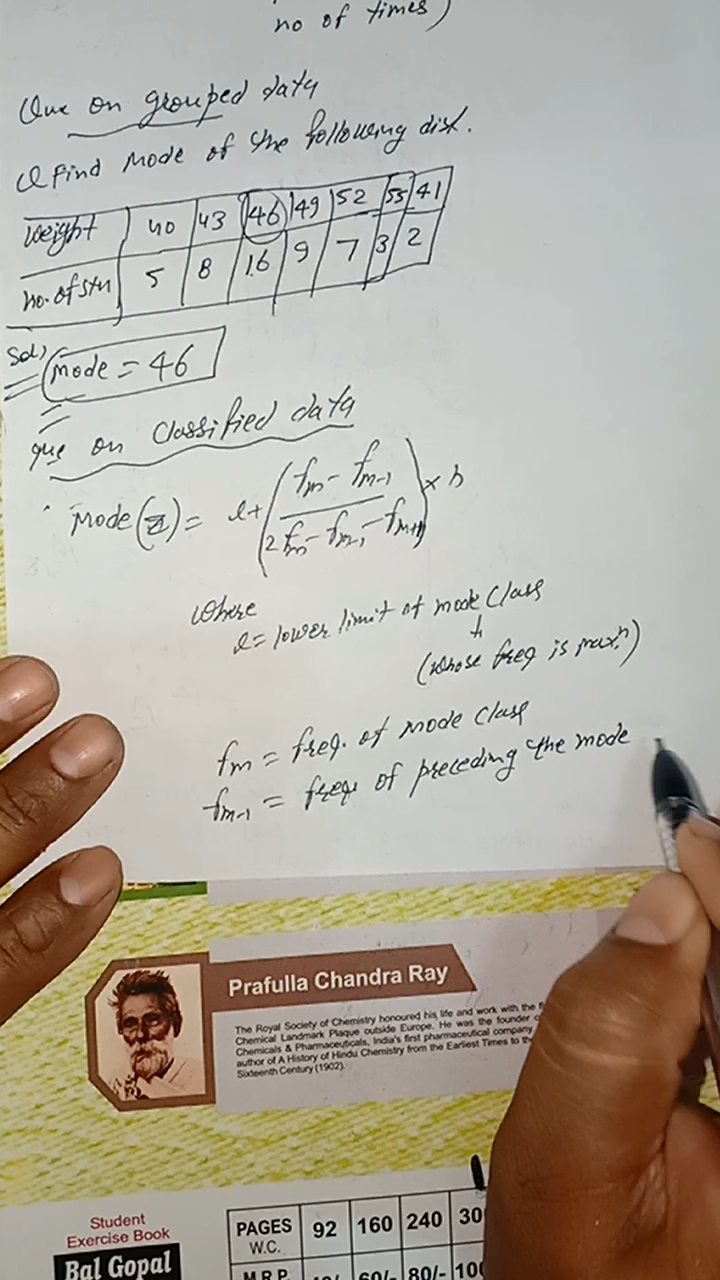 no of times)
Que on grouped data
Q Find mode of the following dist.
weight 40 43 46 49 52 55 41
no. of stu 5 8 16 9 7 3 2
Sol)
mode = 46
que on classified data
Mode (Z) = l + ( fm - fm-1 / 2fm - fm-1 - fm+1 ) × h
where
l = lower limit of mode class
(whose freq is maxᵐ)
fm = freq. of mode class
fm-1 = freq. of preceding the mode
Prafulla Chandra Ray
The Royal Society of Chemistry honoured his life and work with the
Chemical Landmark Plaque outside Europe. He was the founder
Chemicals & Pharmaceuticals, India's first pharmaceutical company
author of A History of Hindu Chemistry from the Earliest Times to the
Sixteenth Century (1902).
Student
Exercise Book
Bal Gopal
PAGES 92 160 240 30
W.C.
M.R.P. 60/- 80/- 100